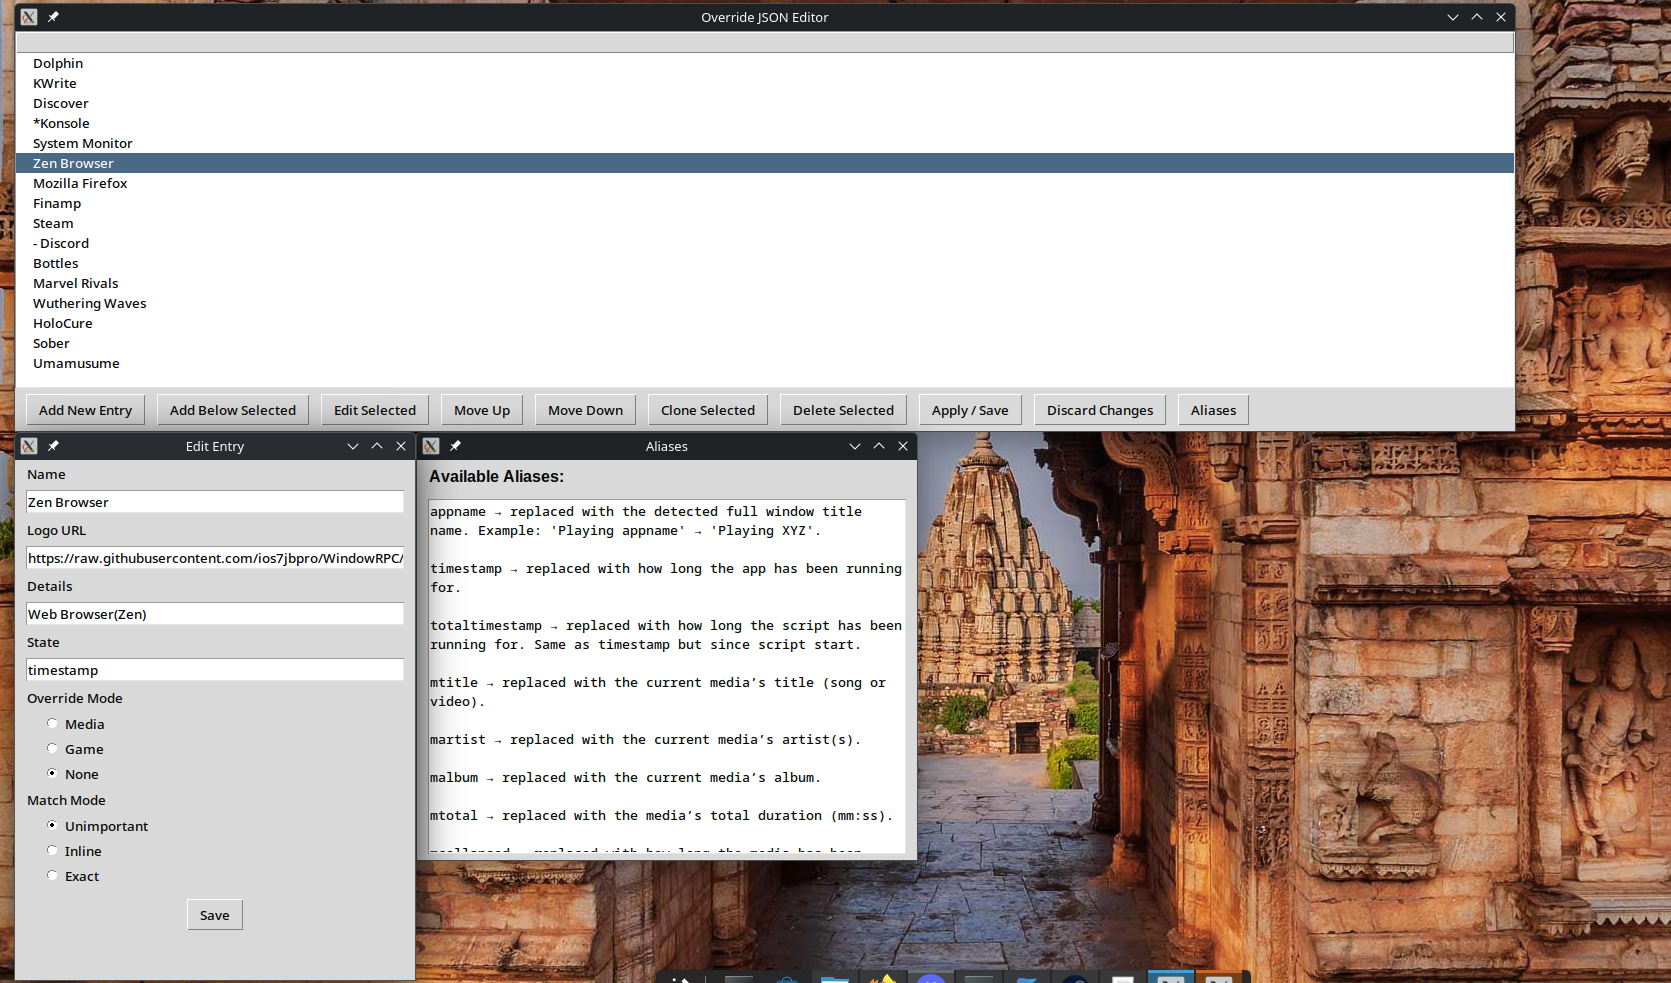 Override JSON Editor
Dolphin
KWrite
Discover
*Konsole
System Monitor
Zen Browser
Mozilla Firefox
Finamp
Steam
- Discord
Bottles
Marvel Rivals
Wuthering Waves
HoloCure
Sober
Umamusume
Add New Entry Add Below Selected Edit Selected Move Up Move Down Clone Selected Delete Selected Apply / Save Discard Changes Aliases
Edit Entry
Name
Zen Browser
Logo URL
https://raw.githubusercontent.com/ios7jbpro/WindowRPC/
Details
Web Browser(Zen)
State
timestamp
Override Mode
Media
Game
None
Match Mode
Unimportant
Inline
Exact
Save
Aliases
Available Aliases:
appname → replaced with the detected full window title
name. Example: 'Playing appname' → 'Playing XYZ'.
timestamp → replaced with how long the app has been running
for.
totaltimestamp → replaced with how long the script has been
running for. Same as timestamp but since script start.
mtitle → replaced with the current media’s title (song or
video).
martist → replaced with the current media’s artist(s).
malbum → replaced with the current media’s album.
mtotal → replaced with the media’s total duration (mm:ss).
→ replaced with how long the media has been